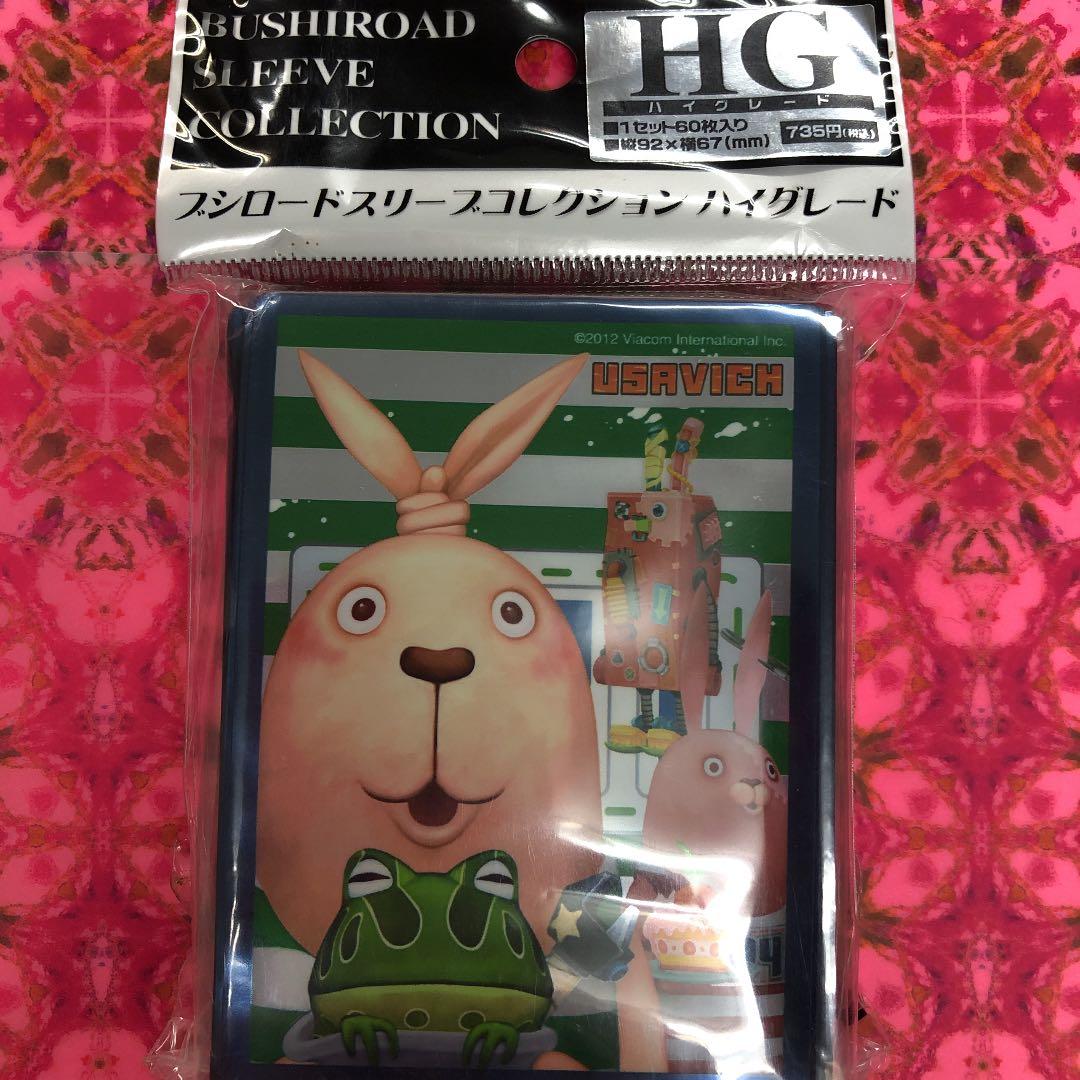 BUSHIROAD
SLEEVE
COLLECTION
HG
ハイグレード
■1セット60枚入り
■縦92×横67(mm)
735円(税込)
ブシロードスリーブコレクション ハイグレード
©2012 Viacom International Inc.
USAVICH